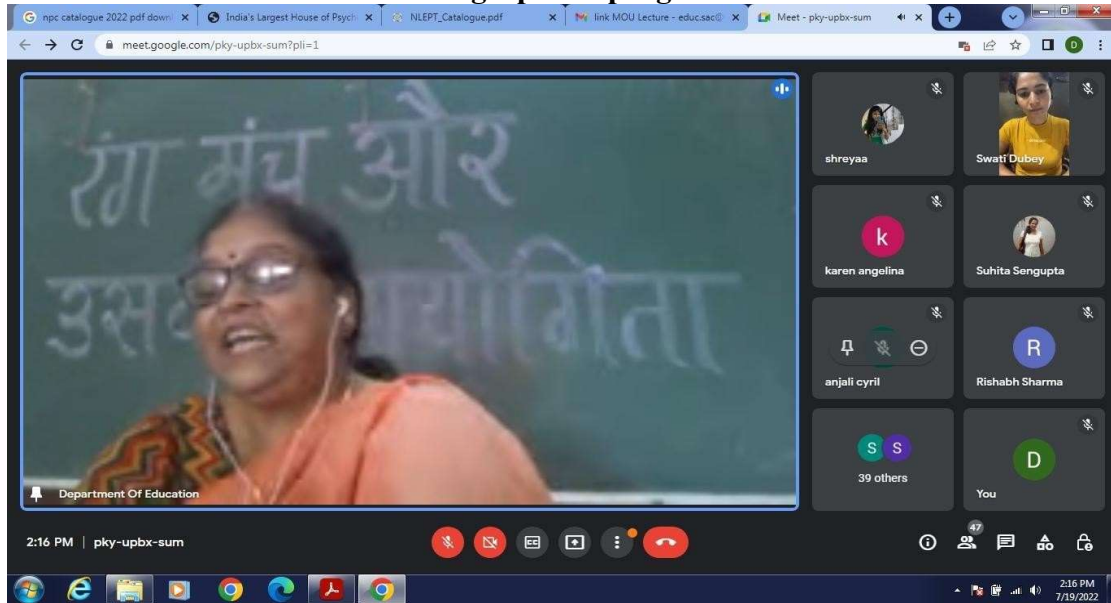 npc catalogue 2022 pdf down
India's Largest House of Psych
NLEPT_Catalogue.pdf
link MOU Lecture - educ.sac@
Meet - pky-upbx-sum
meet.google.com/pky-upbx-sum?pli=1
D
रंग मंच और
shreyaa
Swati Dubey
k
karen angelina
Suhita Sengupta
R
anjali cyril
Rishabh Sharma
S S
39 others
D
You
Department Of Education
2:16 PM | pky-upbx-sum
CC
47
2:16 PM
7/19/2022